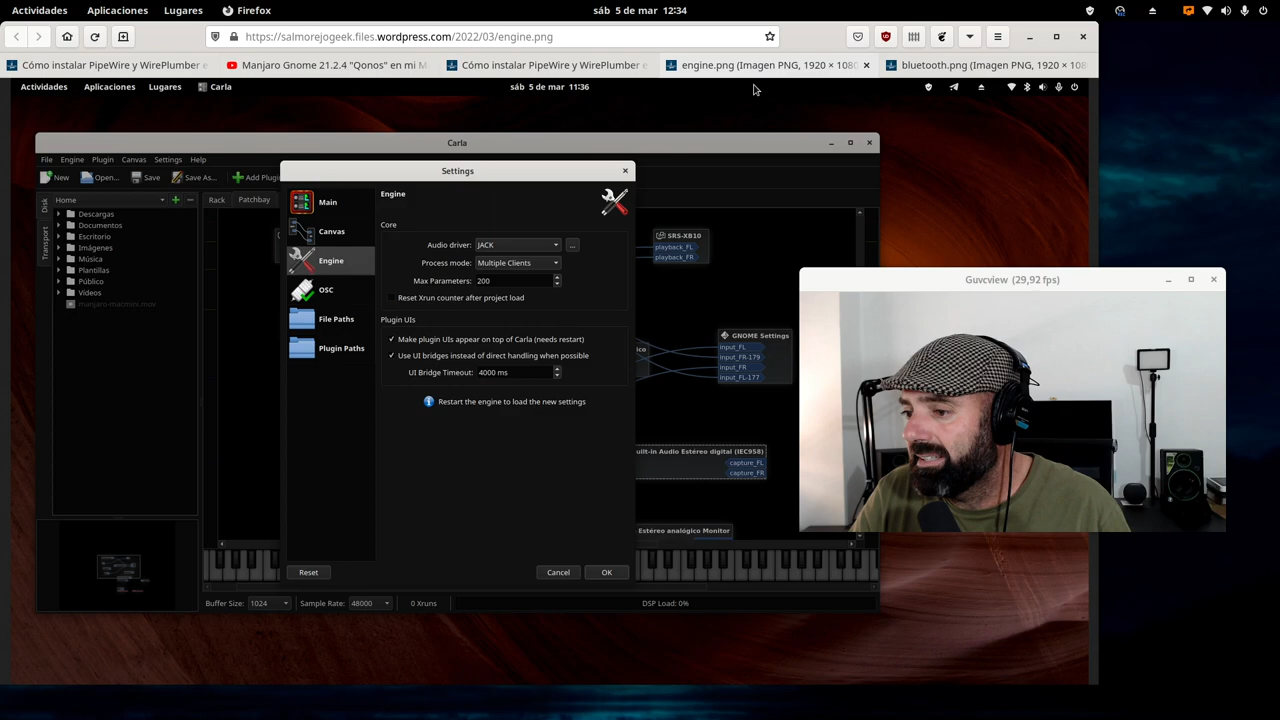 Actividades Aplicaciones Lugares Firefox sáb 5 de mar 12:34
https://salmorejogeek.files.wordpress.com/2022/03/engine.png
Cómo instalar PipeWire y WirePlumber e Manjaro Gnome 21.2.4 "Qonos" en mi M Cómo instalar PipeWire y WirePlumber e engine.png (Imagen PNG, 1920 × 1080 bluetooth.png (Imagen PNG, 1920 × 108
Actividades Aplicaciones Lugares Carla sáb 5 de mar 11:36
Carla
File Engine Plugin Canvas Settings Help
New Open... Save Save As... Add Plugin
Disk
Transport
Home
Descargas
Documentos
Escritorio
Imágenes
Música
Plantillas
Público
Vídeos
manjaro-macmini.mov
Rack Patchbay
Settings
Main
Canvas
Engine
OSC
File Paths
Plugin Paths
Engine
Core
Audio driver: JACK ...
Process mode: Multiple Clients
Max Parameters: 200
Reset Xrun counter after project load
Plugin UIs
Make plugin UIs appear on top of Carla (needs restart)
Use UI bridges instead of direct handling when possible
UI Bridge Timeout: 4000 ms
Restart the engine to load the new settings
Reset Cancel OK
SRS-XB10
playback_FL
playback_FR
GNOME Settings
input_FL
input_FR-179
input_FR
input_FL-177
uilt-in Audio Estéreo digital (IEC958)
capture_FL
capture_FR
Estéreo analógico Monitor
Buffer Size: 1024 Sample Rate: 48000 0 Xruns DSP Load: 0%
Guvcview (29,92 fps)